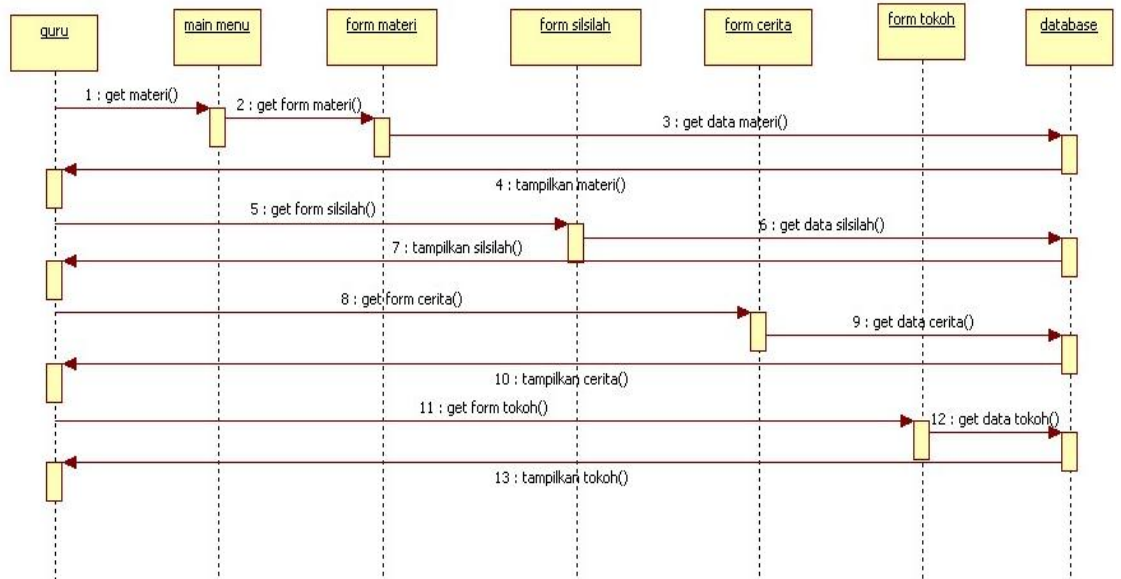 guru
main menu
form materi
form silsilah
form cerita
form tokoh
database
1 : get materi()
2 : get form materi()
3 : get data materi()
4 : tampilkan materi()
5 : get form silsilah()
6 : get data silsilah()
7 : tampilkan silsilah()
8 : get form cerita()
9 : get data cerita()
10 : tampilkan cerita()
11 : get form tokoh()
12 : get data tokoh()
13 : tampilkan tokoh()